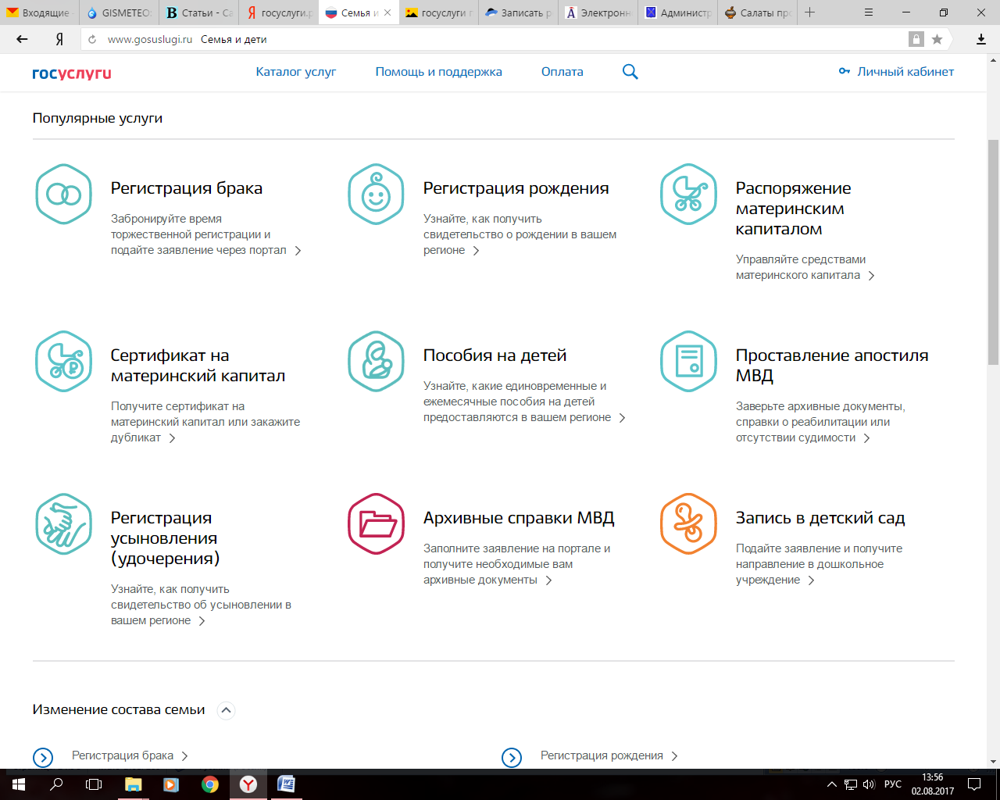 Входящие
GISMETEO:
Статьи - Са
госуслуги.р
Семья и
госуслуги г
Записать р
Электронн
Администр
Салаты про
www.gosuslugi.ru Семья и дети
госуслуги
Каталог услуг
Помощь и поддержка
Оплата
Личный кабинет
Популярные услуги
Регистрация брака
Забронируйте время
торжественной регистрации и
подайте заявление через портал
Регистрация рождения
Узнайте, как получить
свидетельство о рождении в вашем
регионе
Распоряжение
материнским
капиталом
Управляйте средствами
материнского капитала
Сертификат на
материнский капитал
Получите сертификат на
материнский капитал или закажите
дубликат
Пособия на детей
Узнайте, какие единовременные и
ежемесячные пособия на детей
предоставляются в вашем регионе
Проставление апостиля
МВД
Заверьте архивные документы,
справки о реабилитации или
отсутствии судимости
Регистрация
усыновления
(удочерения)
Узнайте, как получить
свидетельство об усыновлении в
вашем регионе
Архивные справки МВД
Заполните заявление на портале и
получите необходимые вам
архивные документы
Запись в детский сад
Подайте заявление и получите
направление в дошкольное
учреждение
Изменение состава семьи
Регистрация брака
Регистрация рождения
РУС
13:56
02.08.2017